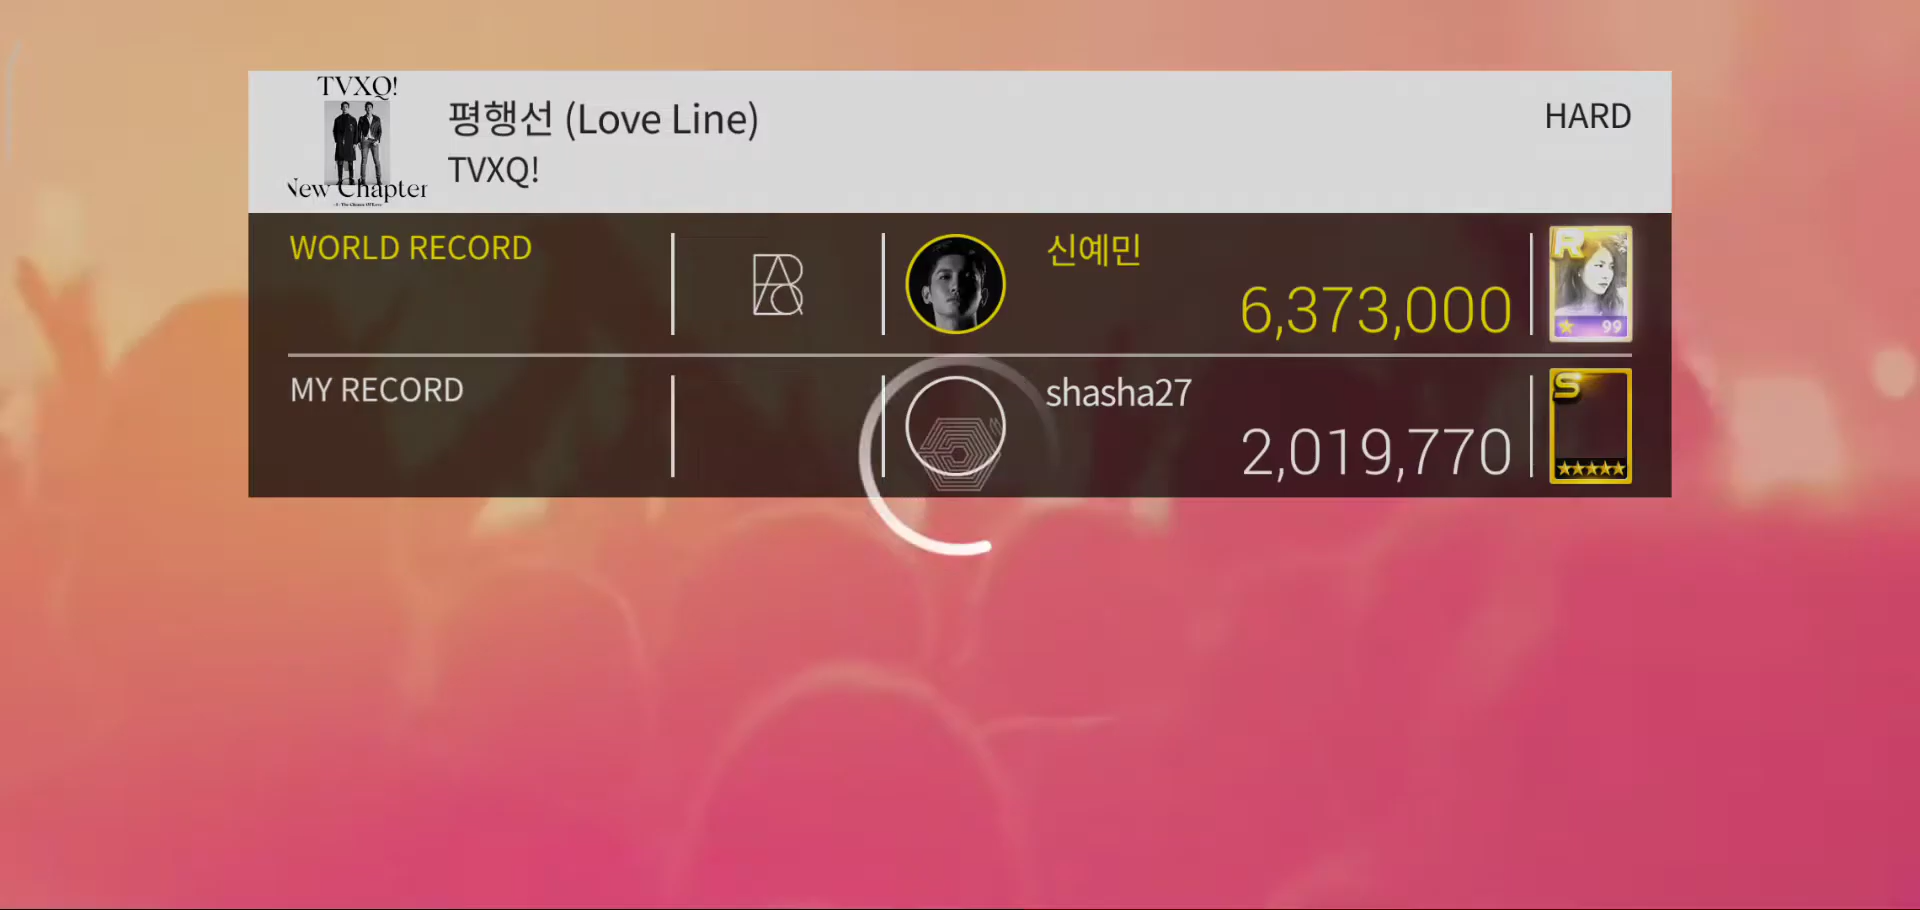 TVXQ!
New Chapter
평행선 (Love Line)
TVXQ!
HARD
WORLD RECORD
신예민
6,373,000
R
99
MY RECORD
shasha27
2,019,770
S